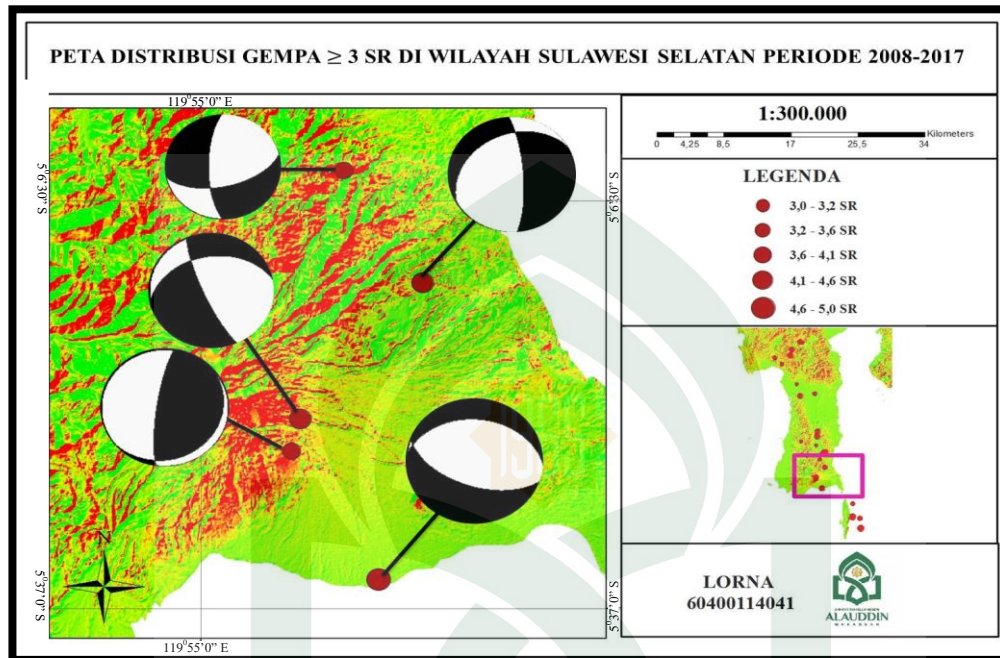 PETA DISTRIBUSI GEMPA ≥ 3 SR DI WILAYAH SULAWESI SELATAN PERIODE 2008-2017
119°55'0" E
5°6'30" S
5°37'0" S
N
5°6'30" S
5°37'0" S
119°55'0" E
1:300.000
Kilometers
0 4,25 8,5 17 25,5 34
LEGENDA
3,0 - 3,2 SR
3,2 - 3,6 SR
3,6 - 4,1 SR
4,1 - 4,6 SR
4,6 - 5,0 SR
LORNA
60400114041
ALAUDDIN
MAKASSAR